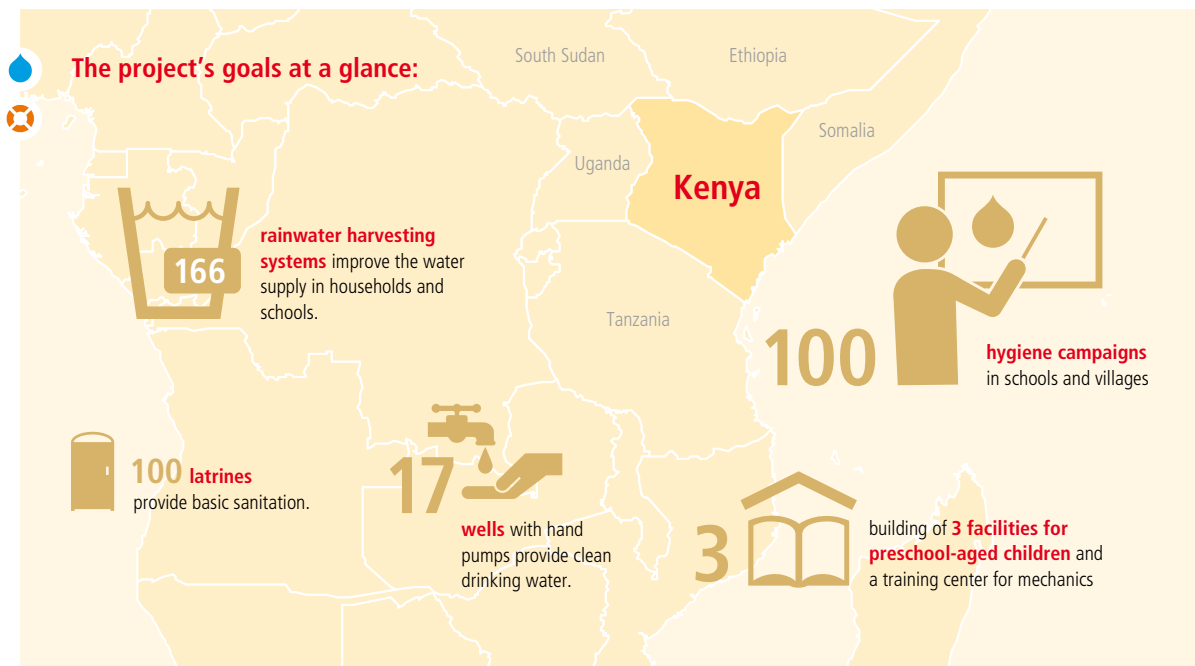 The project's goals at a glance:
South Sudan
Ethiopia
Somalia
Uganda
Kenya
Tanzania
166
rainwater harvesting
systems improve the water
supply in households and
schools.
100
hygiene campaigns
in schools and villages
100 latrines
provide basic sanitation.
17
wells with hand
pumps provide clean
drinking water.
3
building of 3 facilities for
preschool-aged children and
a training center for mechanics